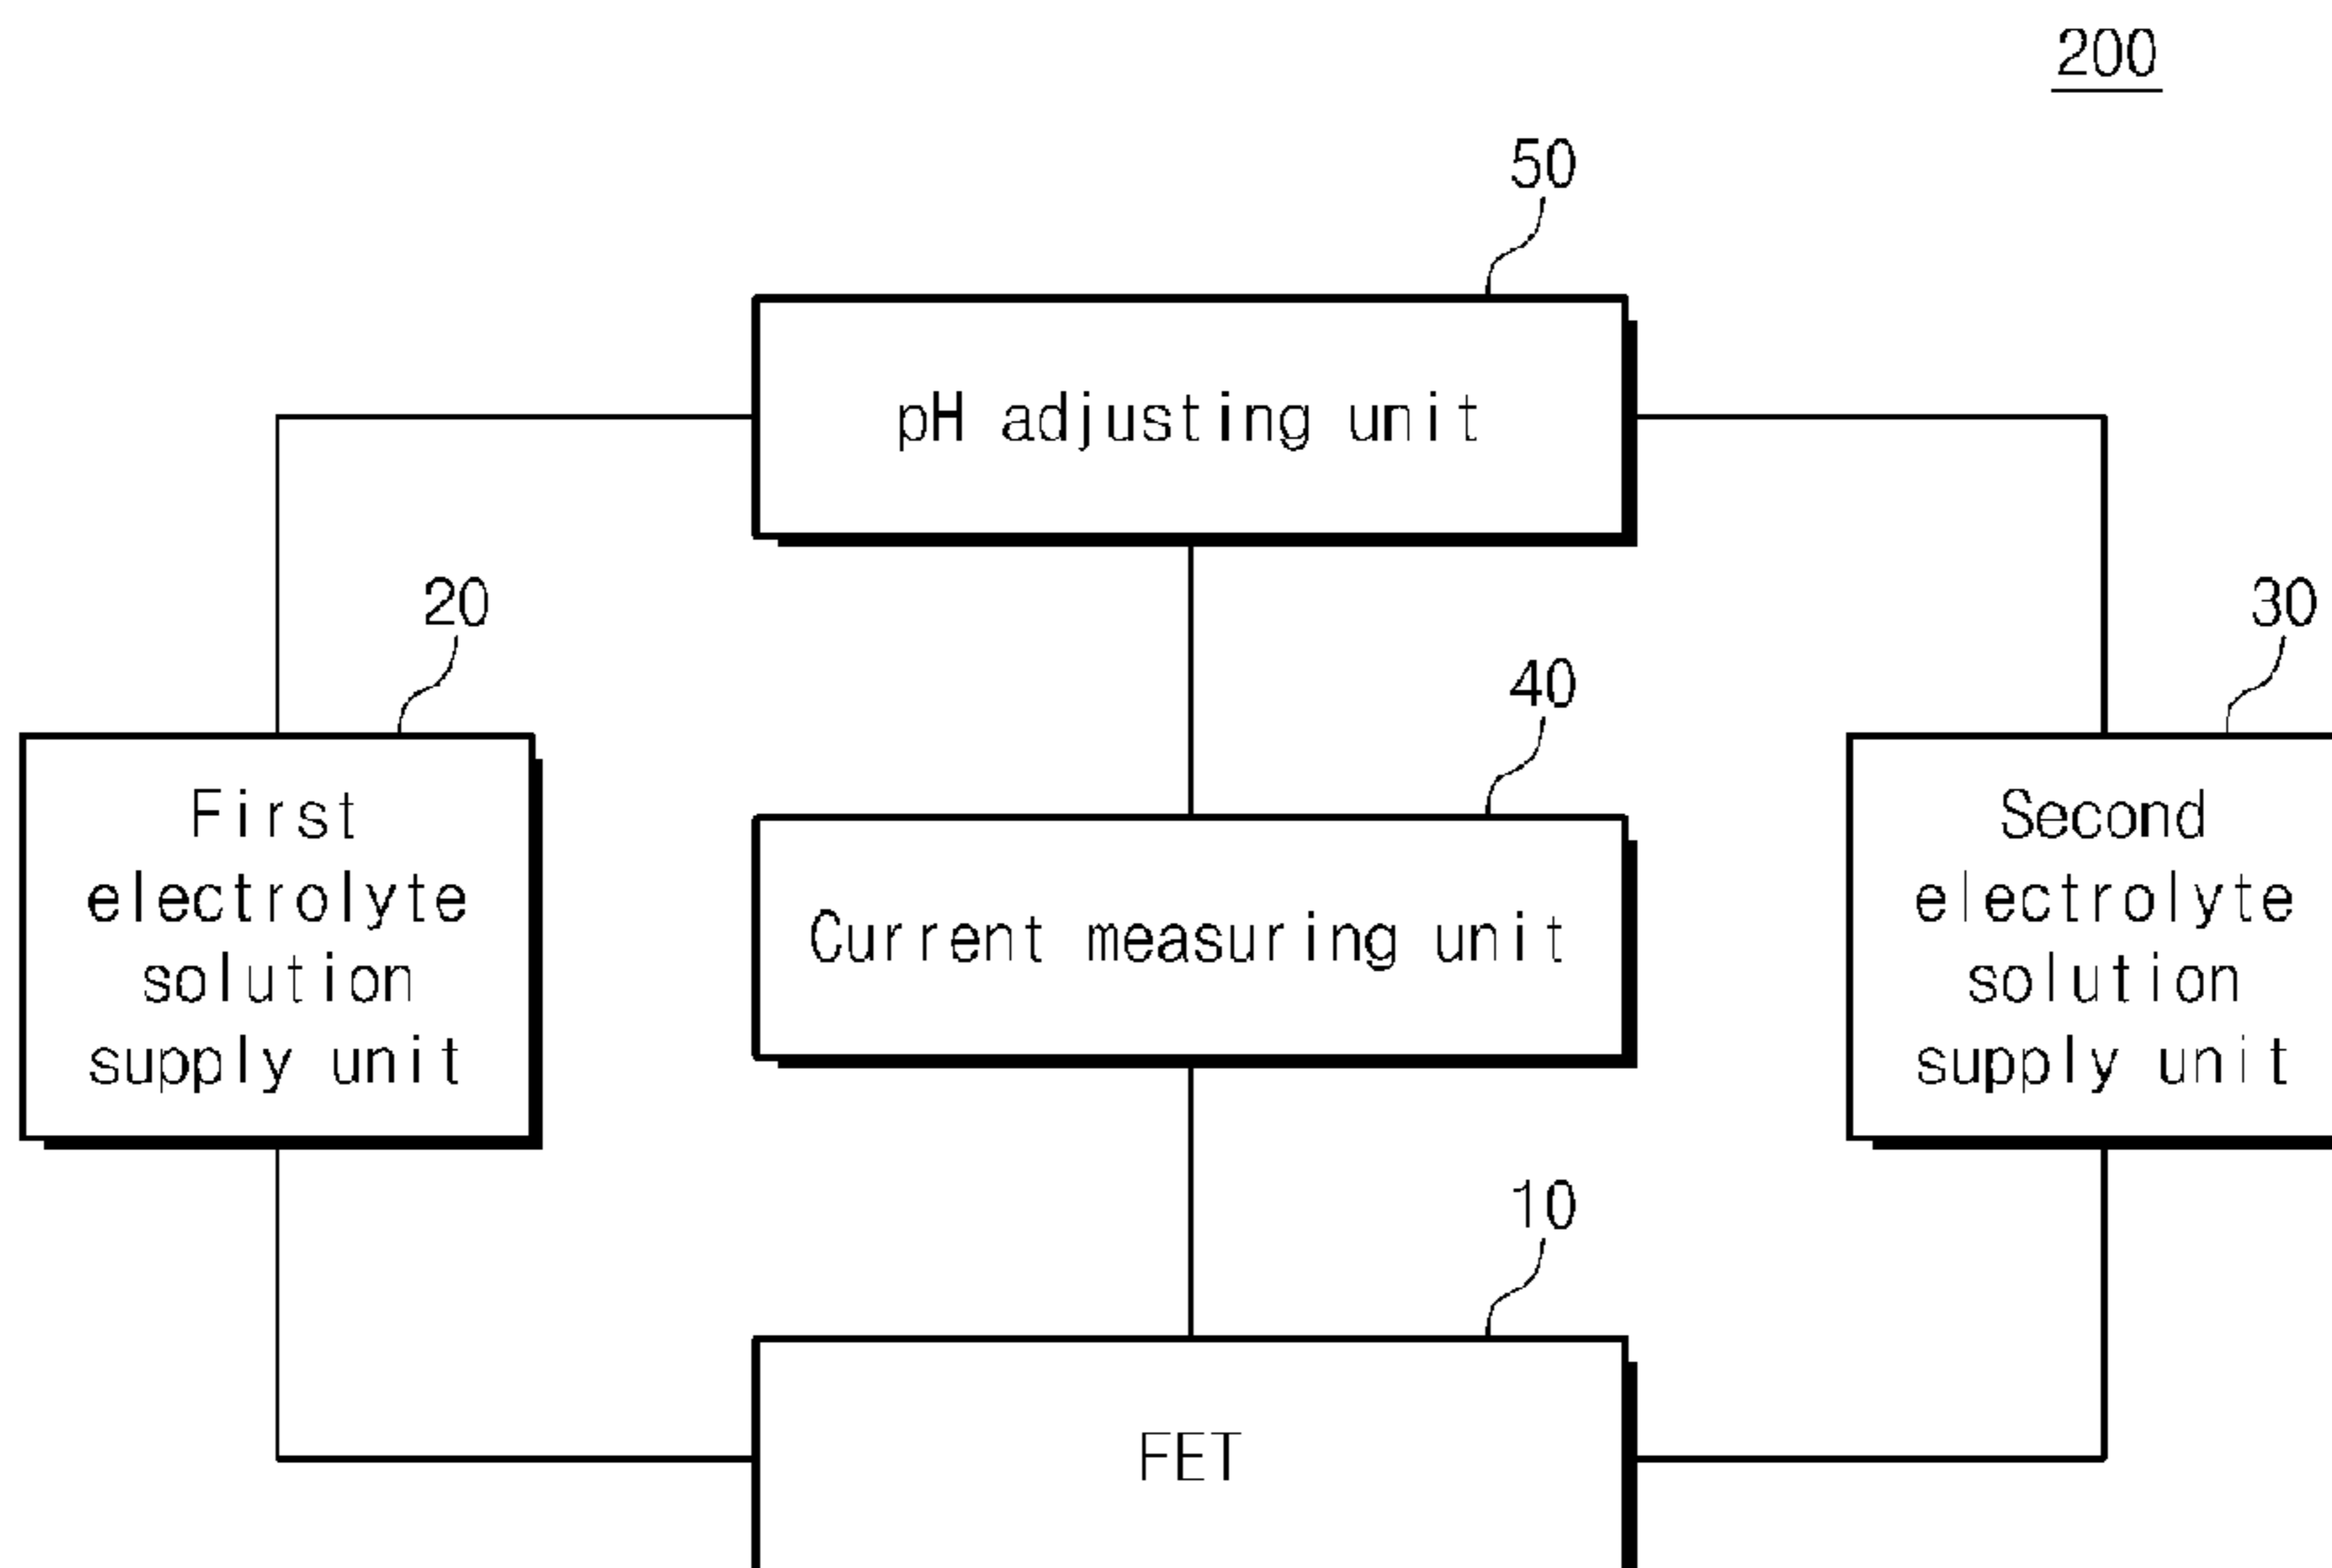 200
50
pH adjusting unit
20
30
40
First
electrolyte
solution
supply unit
Current measuring unit
Second
electrolyte
solution
supply unit
10
FET